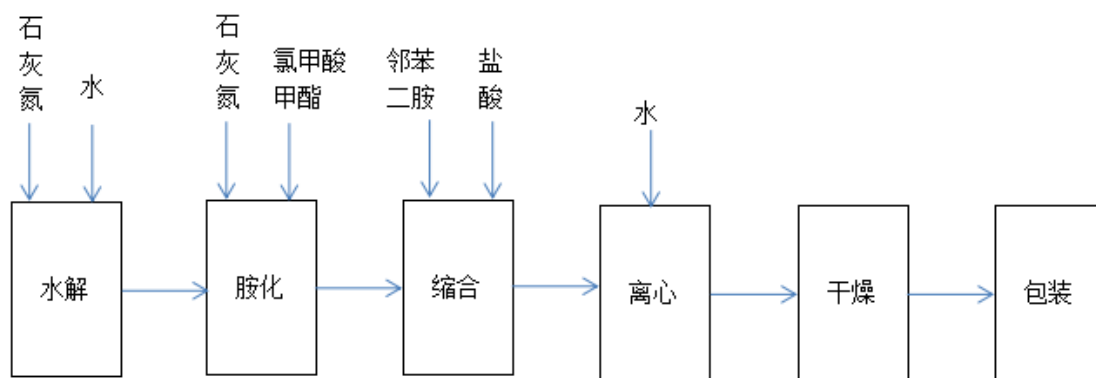 石灰氮
水
石灰氮
氯甲酸
甲酯
邻苯
二胺
盐酸
水
水解
胺化
缩合
离心
干燥
包装